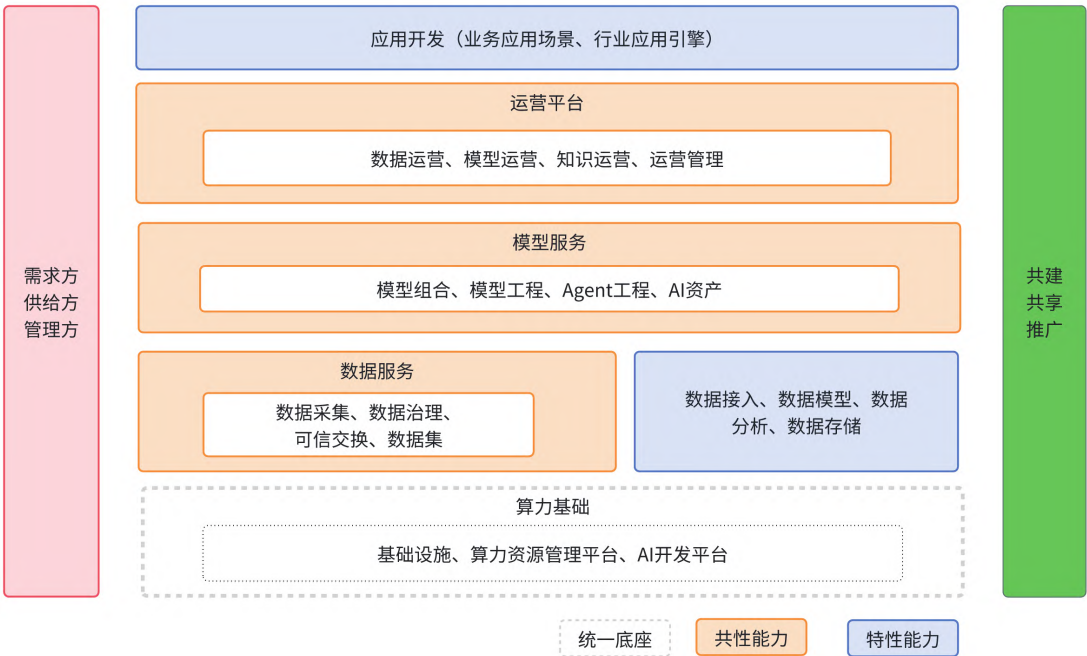 应用开发（业务应用场景、行业应用引擎）
运营平台
数据运营、模型运营、知识运营、运营管理
模型服务
模型组合、模型工程、Agent工程、AI资产
需求方
供给方
管理方
共建
共享
推广
数据服务
数据采集、数据治理、
可信交换、数据集
数据接入、数据模型、数据
分析、数据存储
算力基础
基础设施、算力资源管理平台、AI开发平台
统一底座
共性能力
特性能力